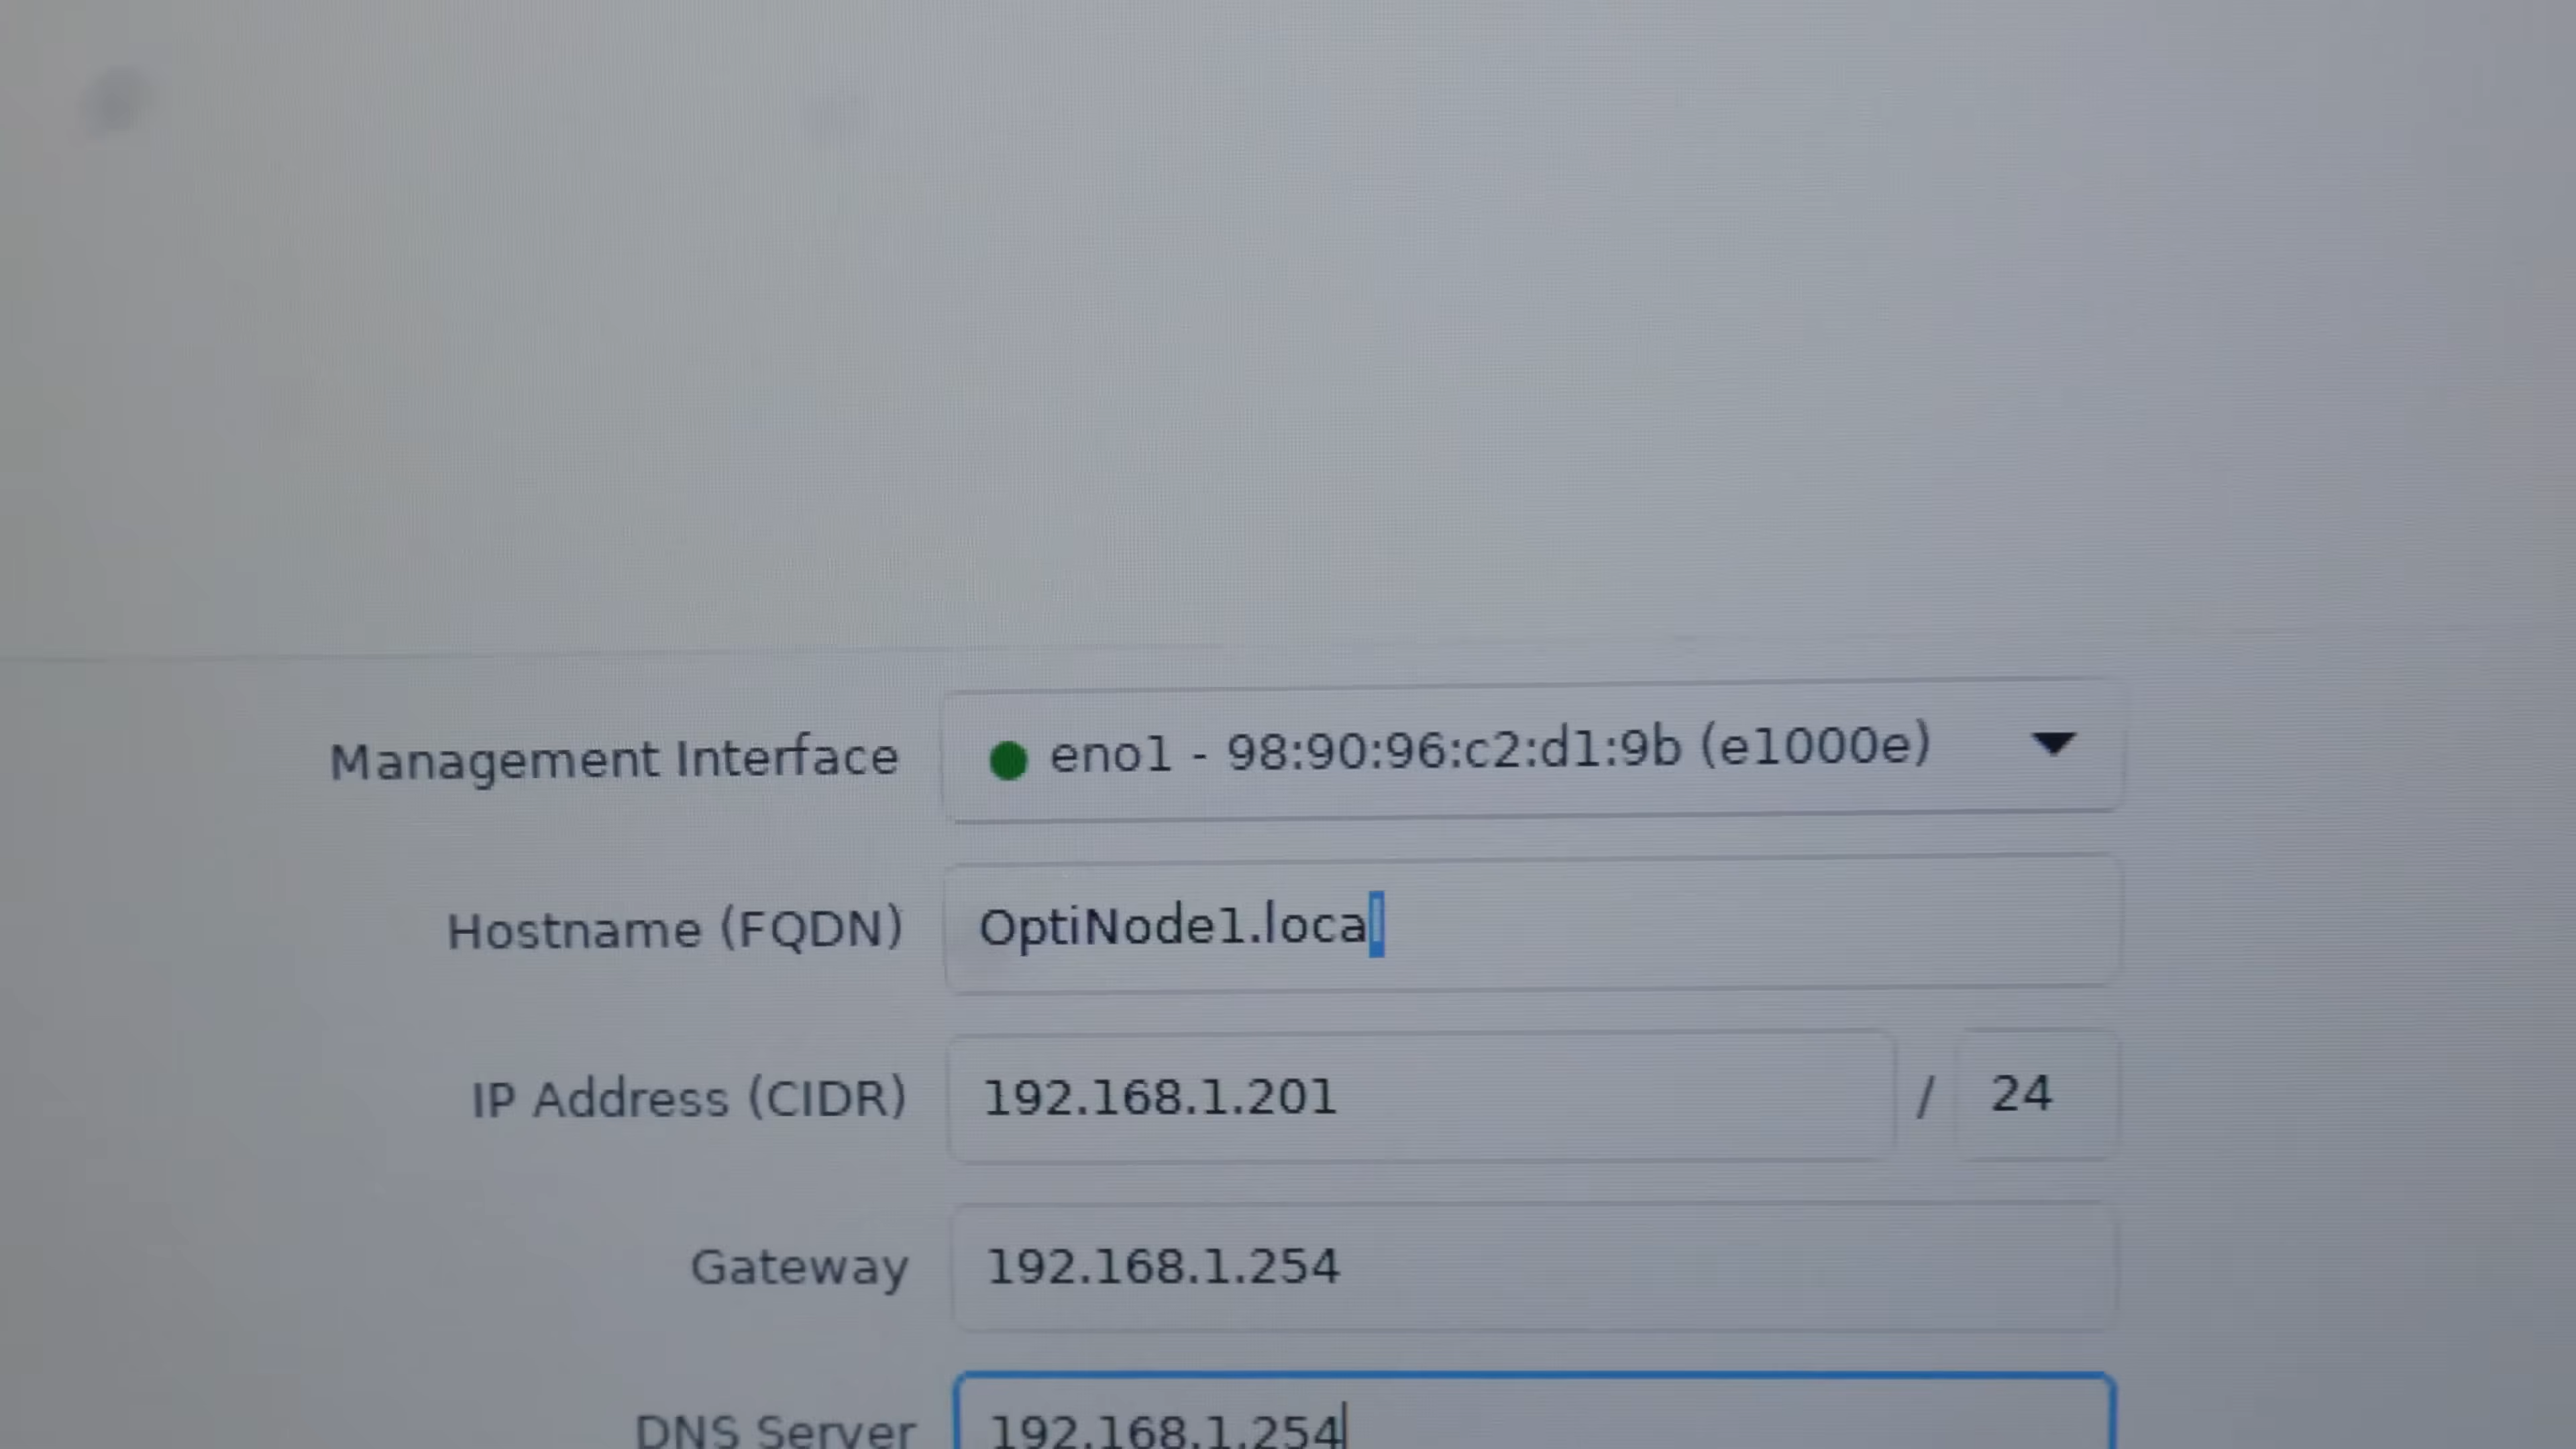 Management Interface
eno1 - 98:90:96:c2:d1:9b (e1000e)
Hostname (FQDN)
OptiNode1.local
IP Address (CIDR)
192.168.1.201 / 24
Gateway
192.168.1.254
DNS Server
192.168.1.254